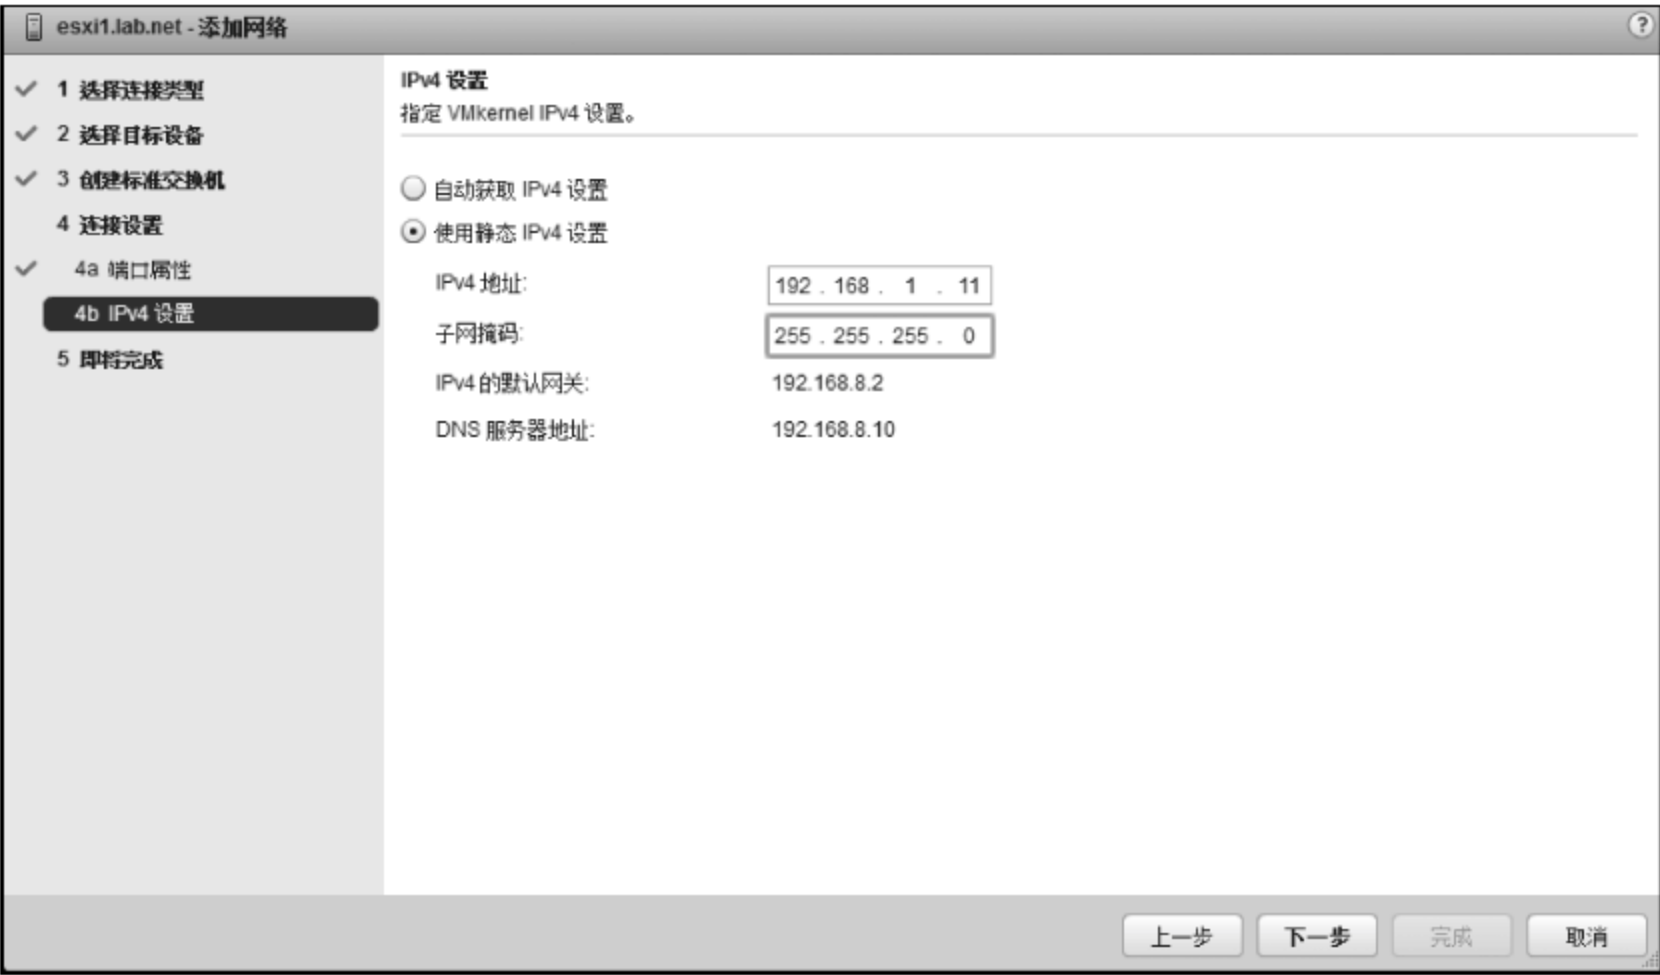 esxi1.lab.net - 添加网络
?
1 选择连接类型
2 选择目标设备
3 创建标准交换机
4 连接设置
4a 端口属性
4b IPv4 设置
5 即将完成
IPv4 设置
指定 VMkernel IPv4 设置。
自动获取 IPv4 设置
使用静态 IPv4 设置
IPv4 地址: 192 . 168 . 1 . 11
子网掩码: 255 . 255 . 255 . 0
IPv4 的默认网关: 192.168.8.2
DNS 服务器地址: 192.168.8.10
上一步 下一步 完成 取消